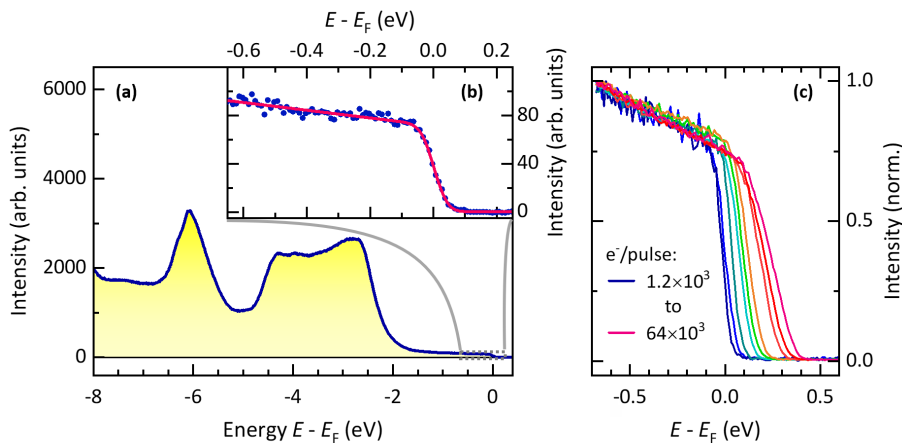 E - E_F (eV)
-0.6 -0.4 -0.2 0.0 0.2
6000
4000
2000
0
Intensity (arb. units)
(a)
(b)
80
40
0
Intensity (arb. units)
-8 -6 -4 -2 0
Energy E - E_F (eV)
(c)
e⁻/pulse:
1.2×10³
to
64×10³
1.0
0.5
0.0
Intensity (norm.)
-0.5 0.0 0.5
E - E_F (eV)